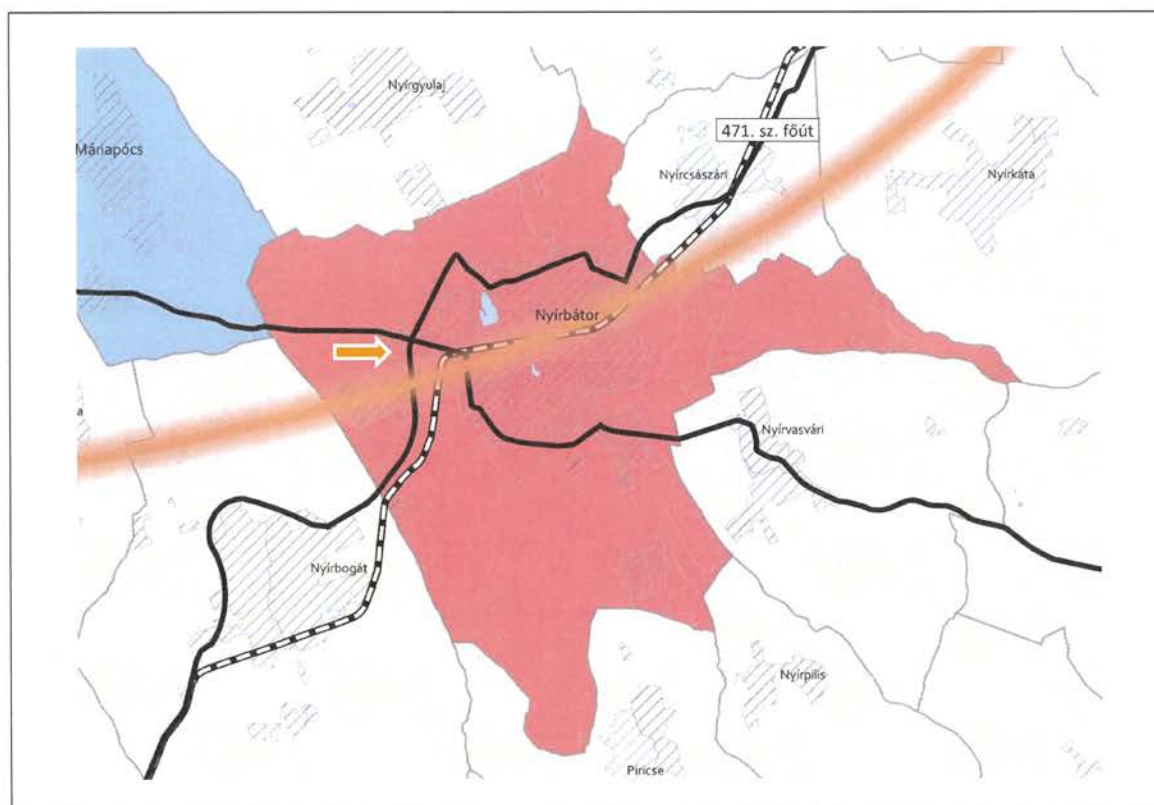 Nyírgyulaj
471. sz. főút
Máriapócs
Nyírcsászári
Nyírkáta
Nyírbátor
a
Nyírvasvári
Nyírbogát
Nyírpilis
Piricse